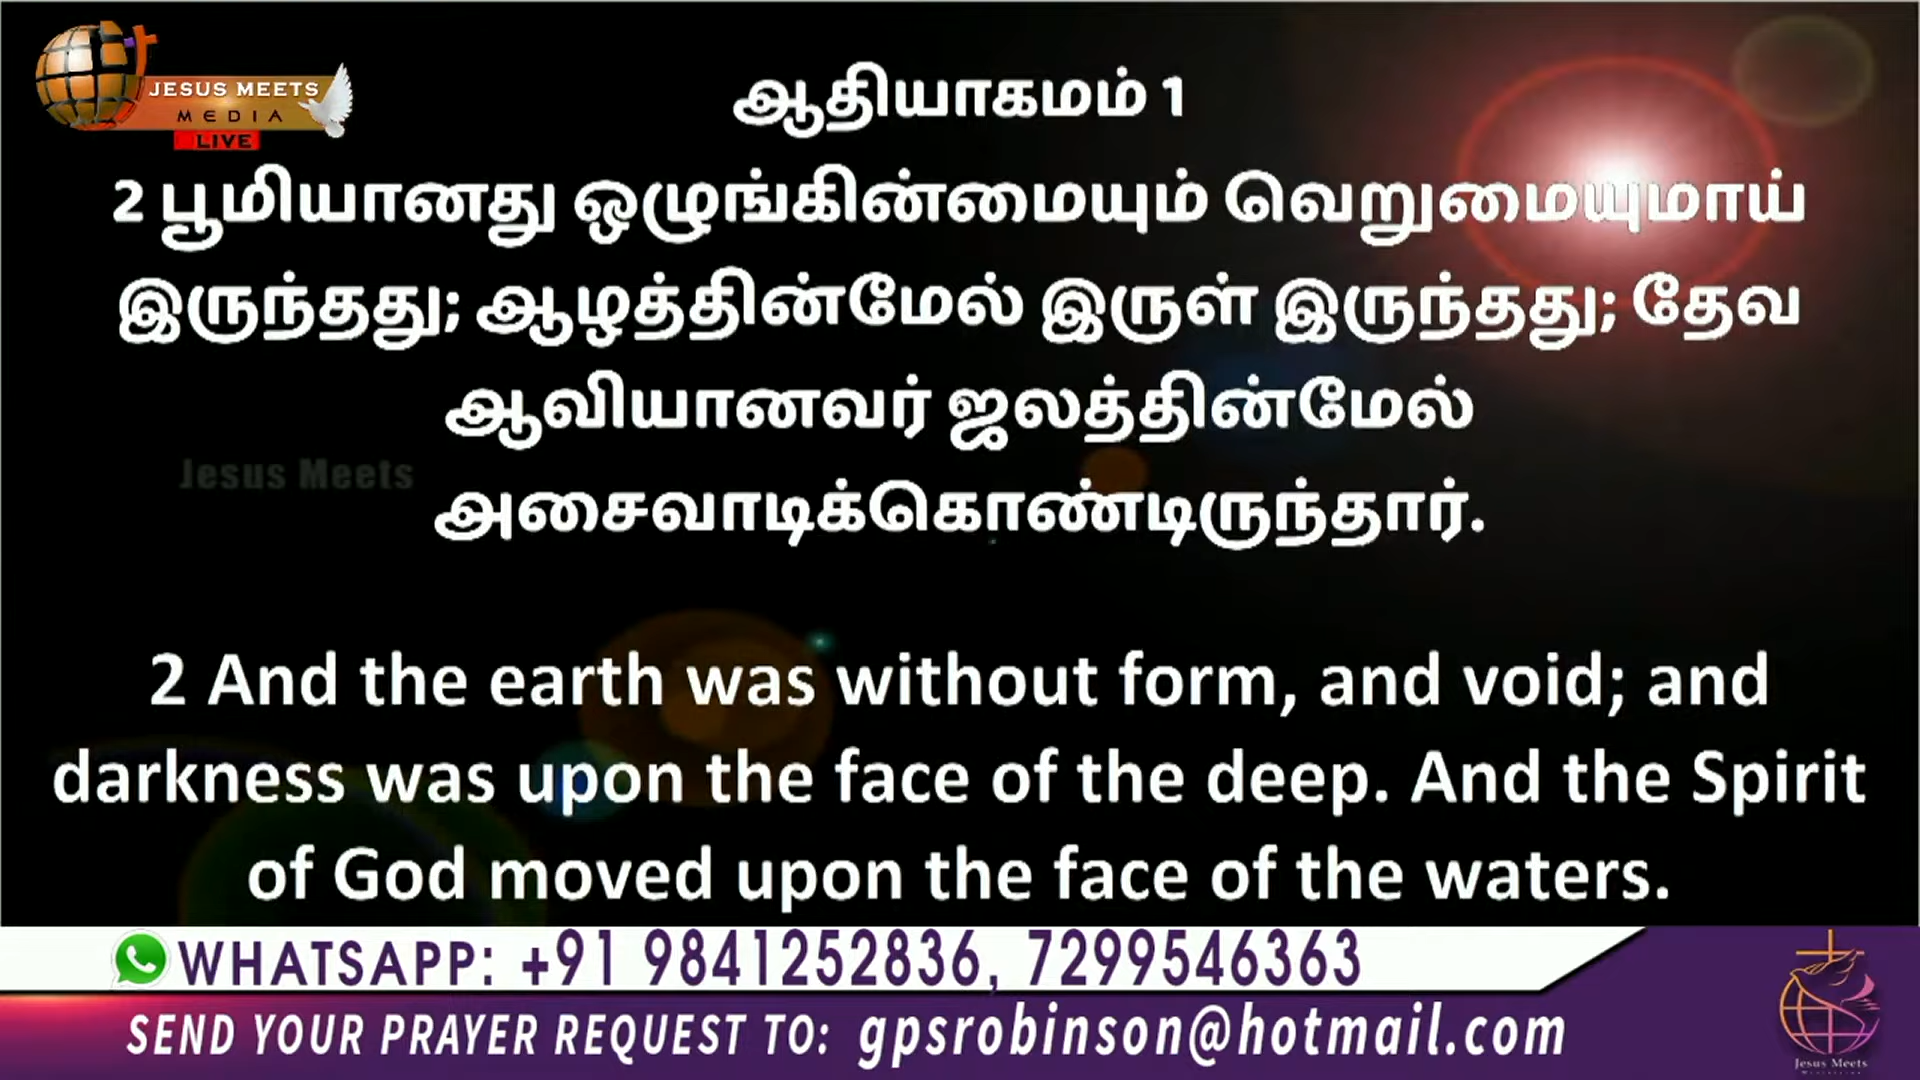 JESUS MEETS
MEDIA
LIVE
ஆதியாகமம் 1
2 பூமியானது ஒழுங்கின்மையும் வெறுமையுமாய்
இருந்தது; ஆழத்தின்மேல் இருள் இருந்தது; தேவ
ஆவியானவர் ஜலத்தின்மேல்
Jesus Meets
அசைவாடிக்கொண்டிருந்தார்.
2 And the earth was without form, and void; and
darkness was upon the face of the deep. And the Spirit
of God moved upon the face of the waters.
WHATSAPP: +91 9841252836, 7299546363
SEND YOUR PRAYER REQUEST TO: gpsrobinson@hotmail.com
Jesus Meets